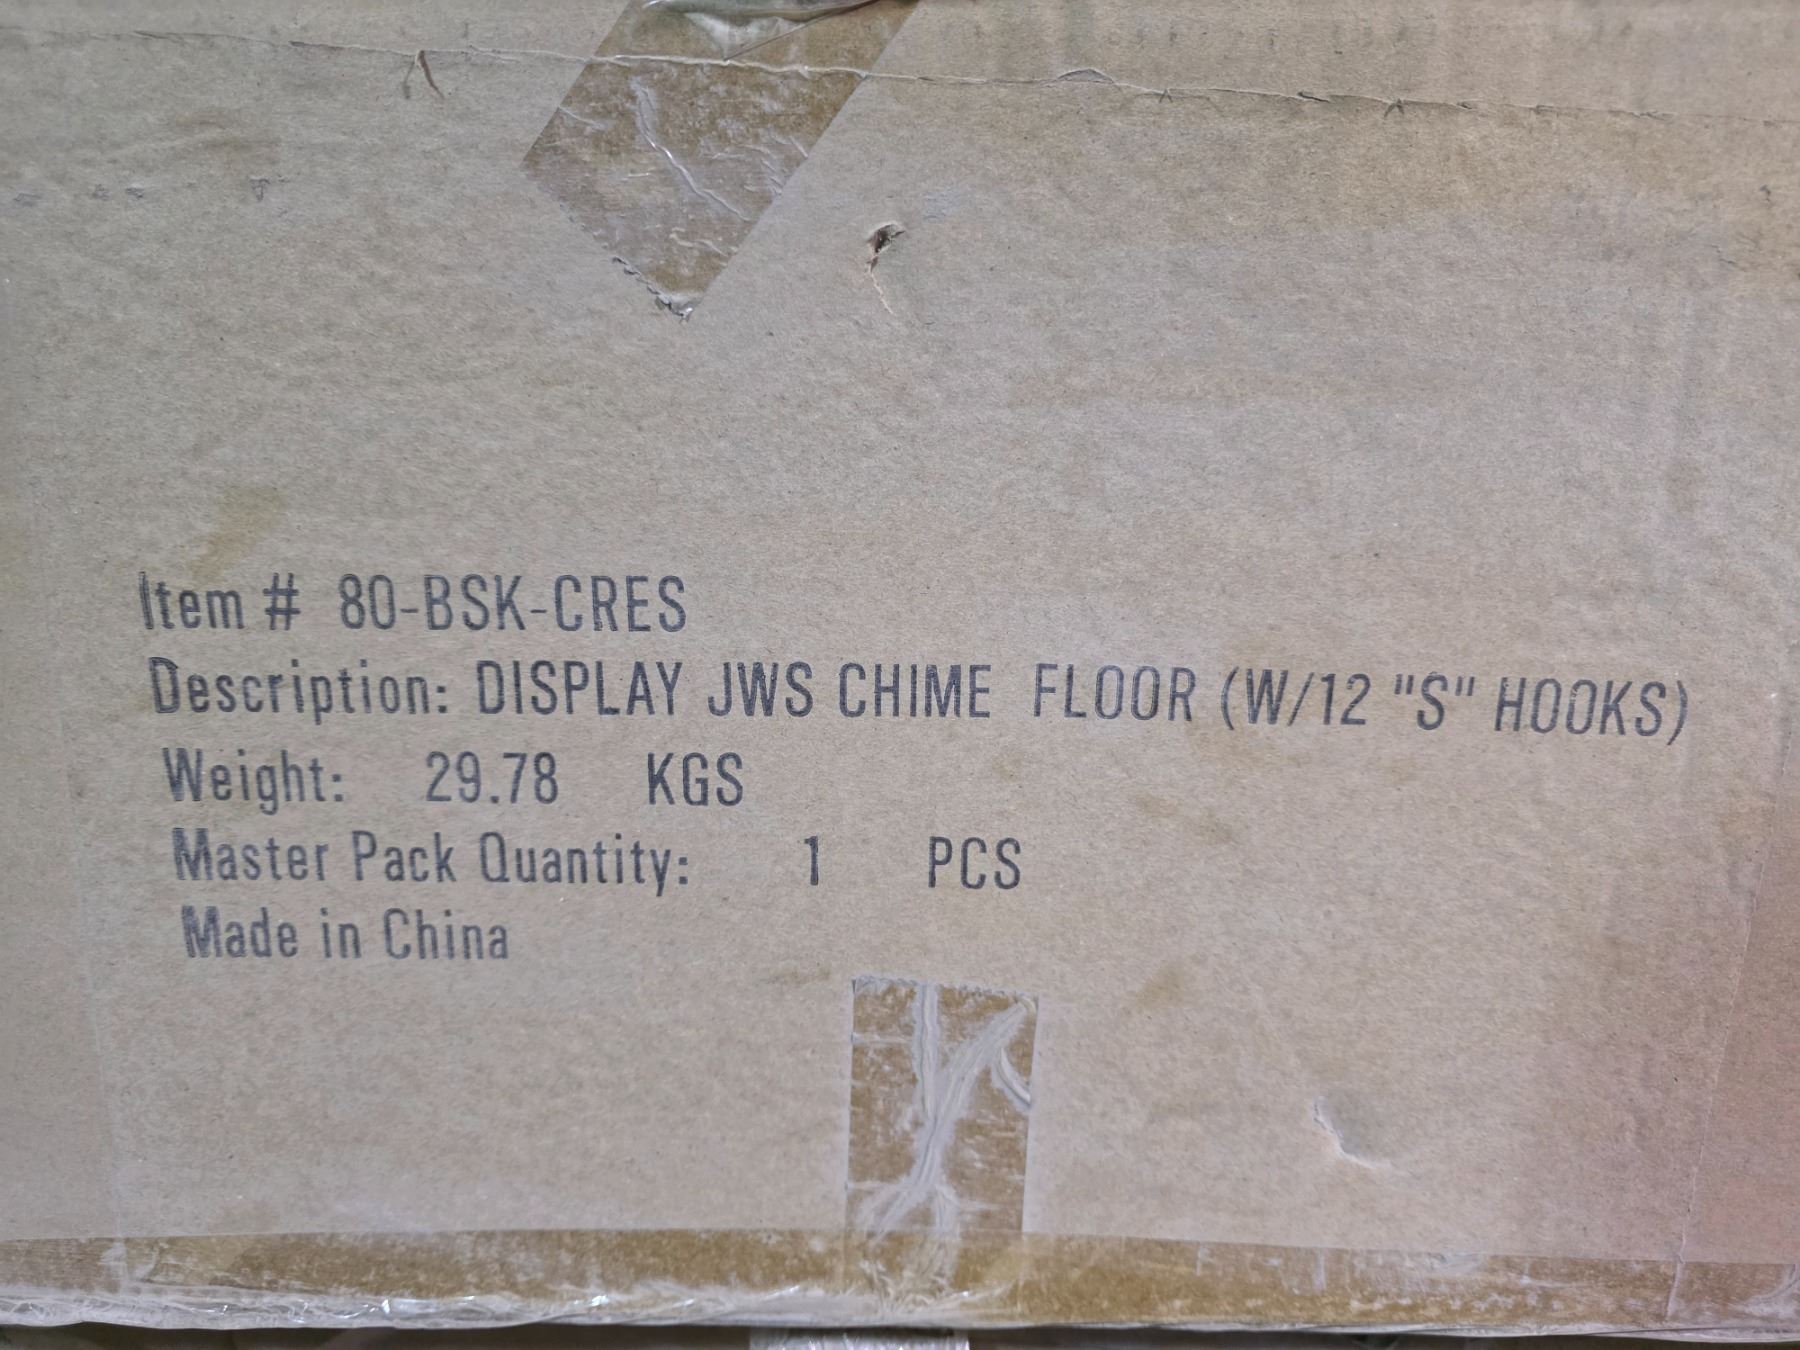 Item # 80-BSK-CRES
Description: DISPLAY JWS CHIME FLOOR (W/12 "S" HOOKS)
Weight: 29.78 KGS
Master Pack Quantity: 1 PCS
Made in China